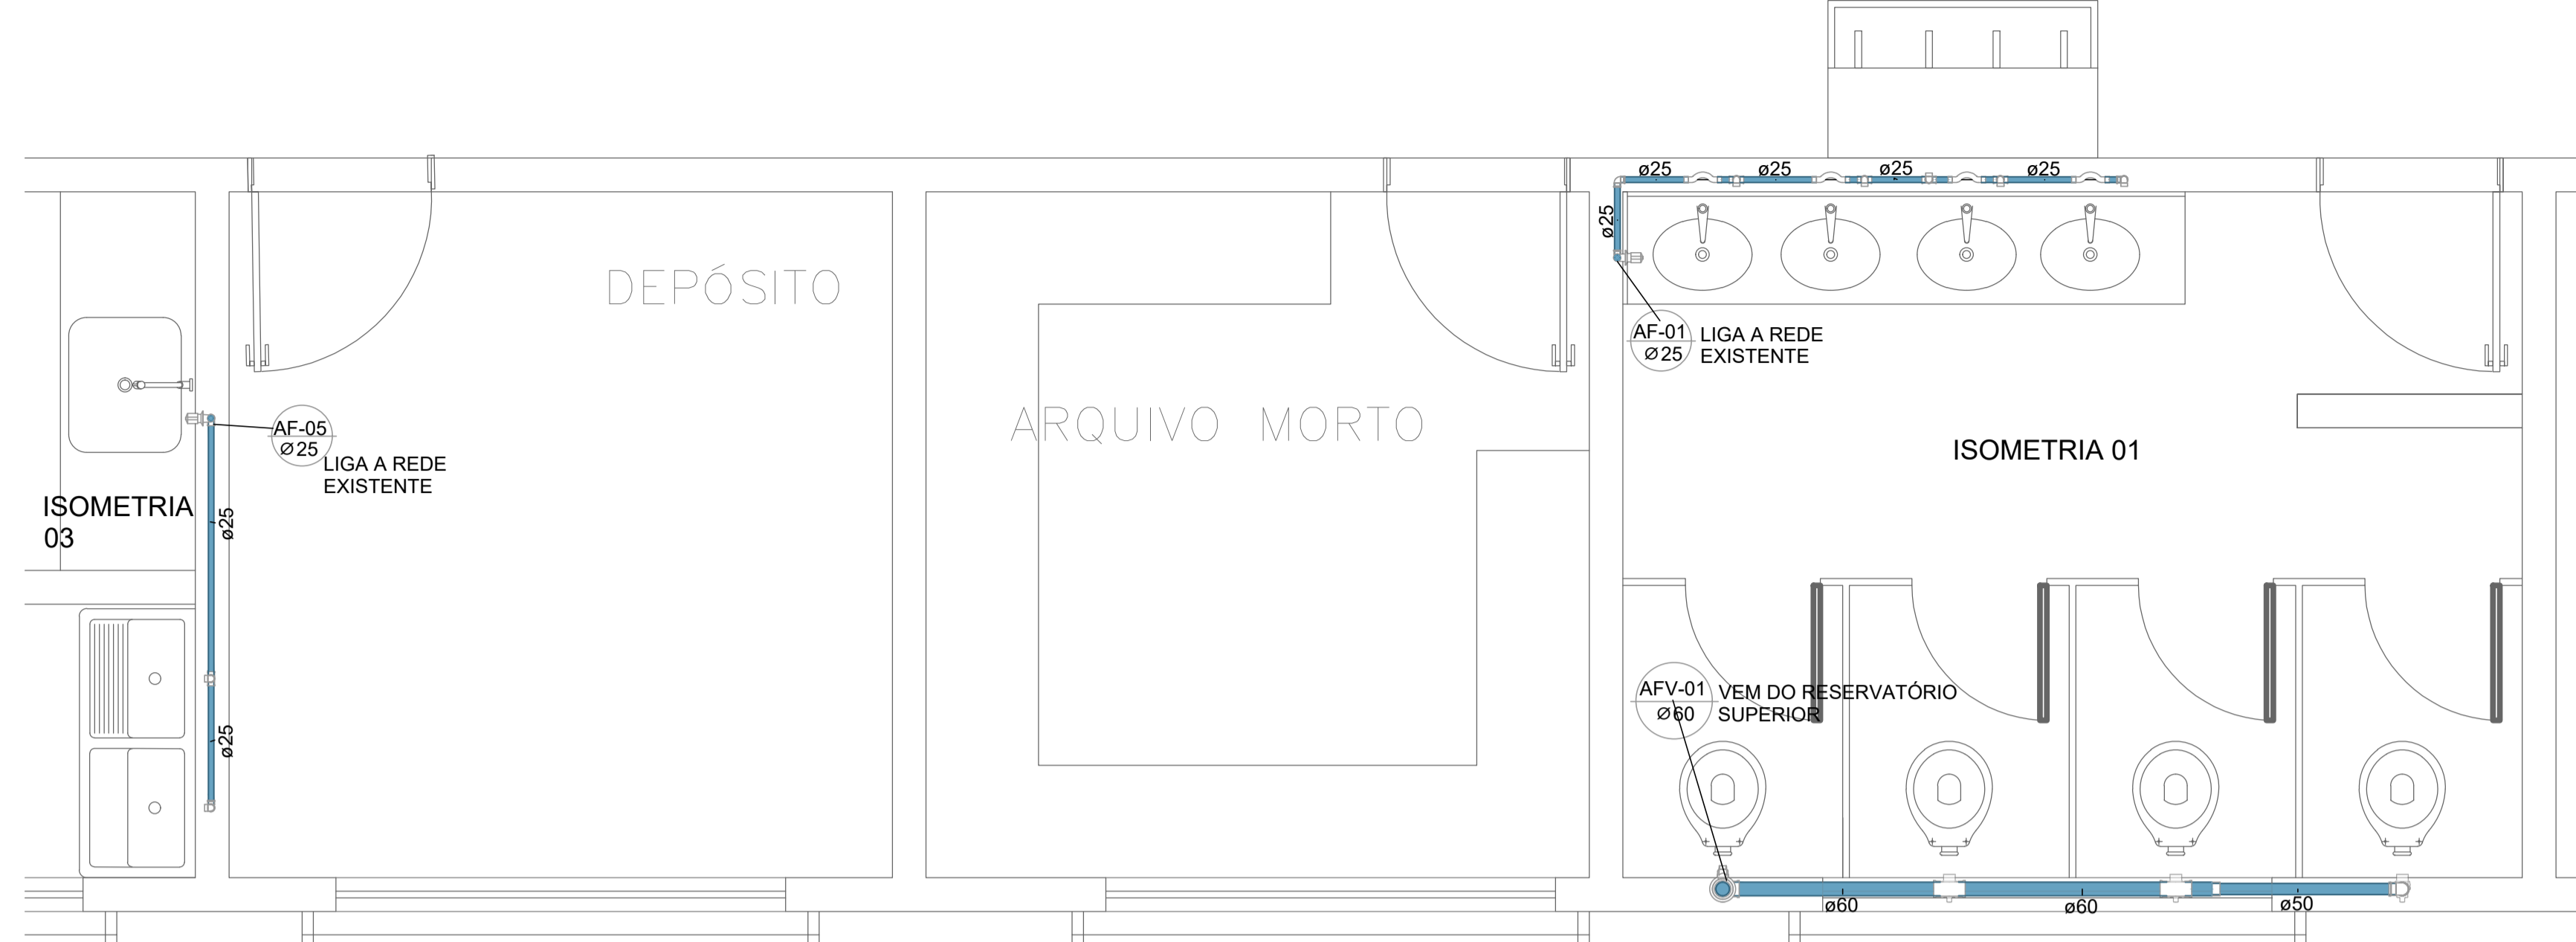 ø25
ø25
ø25
ø25
ø25
DEPÓSITO
AF-01
Ø25
LIGA A REDE
EXISTENTE
ARQUIVO MORTO
AF-05
Ø25
LIGA A REDE
EXISTENTE
ISOMETRIA 01
ISOMETRIA
03
ø25
ø25
AFV-01
Ø60
VEM DO RESERVATÓRIO
SUPERIOR
ø60
ø60
ø50